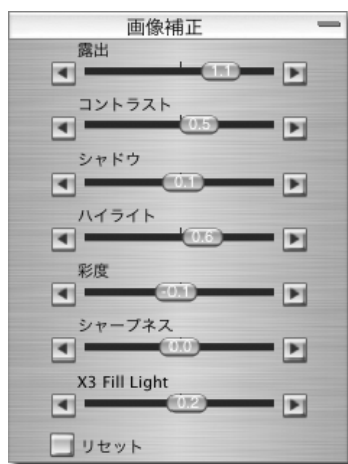 画像補正
露出
1.1
コントラスト
0.5
シャドウ
0.1
ハイライト
0.6
彩度
-0.1
シャープネス
0.0
X3 Fill Light
0.2
リセット